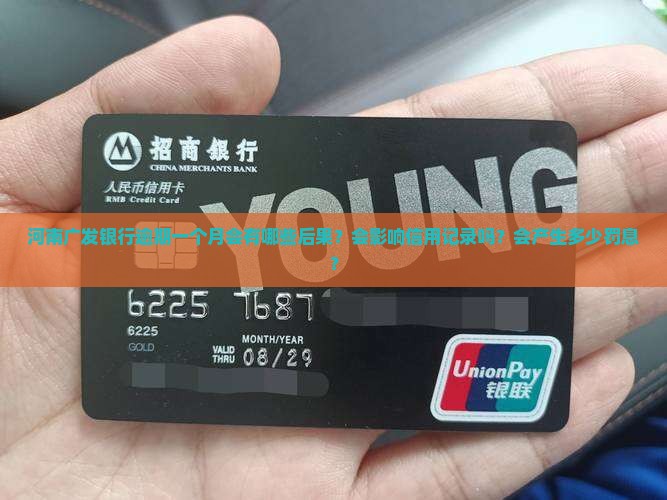 招商银行
CHINA MERCHANTS BANK
人民币信用卡
RMB Credit Card
YOUNG
河南广发银行逾期一个月会有哪些后果？会影响信用记录吗？会产生多少罚息
？
6225 7687
6225
GOLD
VALID THRU
MONTH/YEAR
08/29
UnionPay
银联